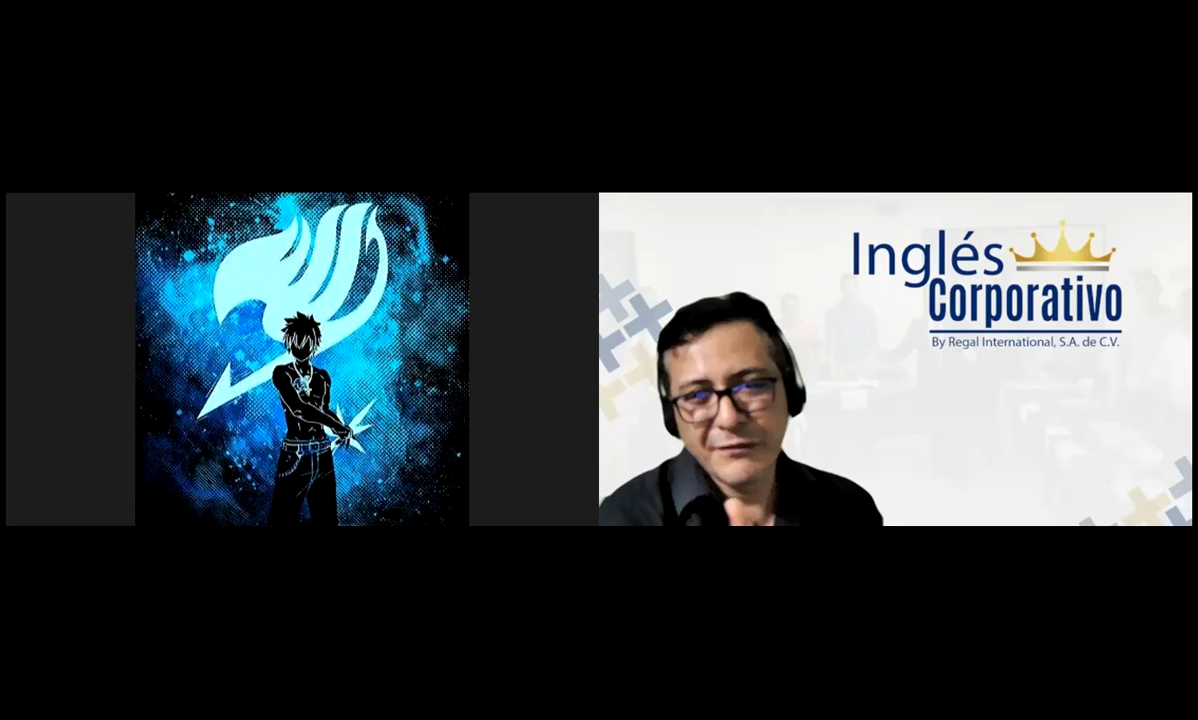 Inglés
Corporativo
By Regal International, S.A. de C.V.